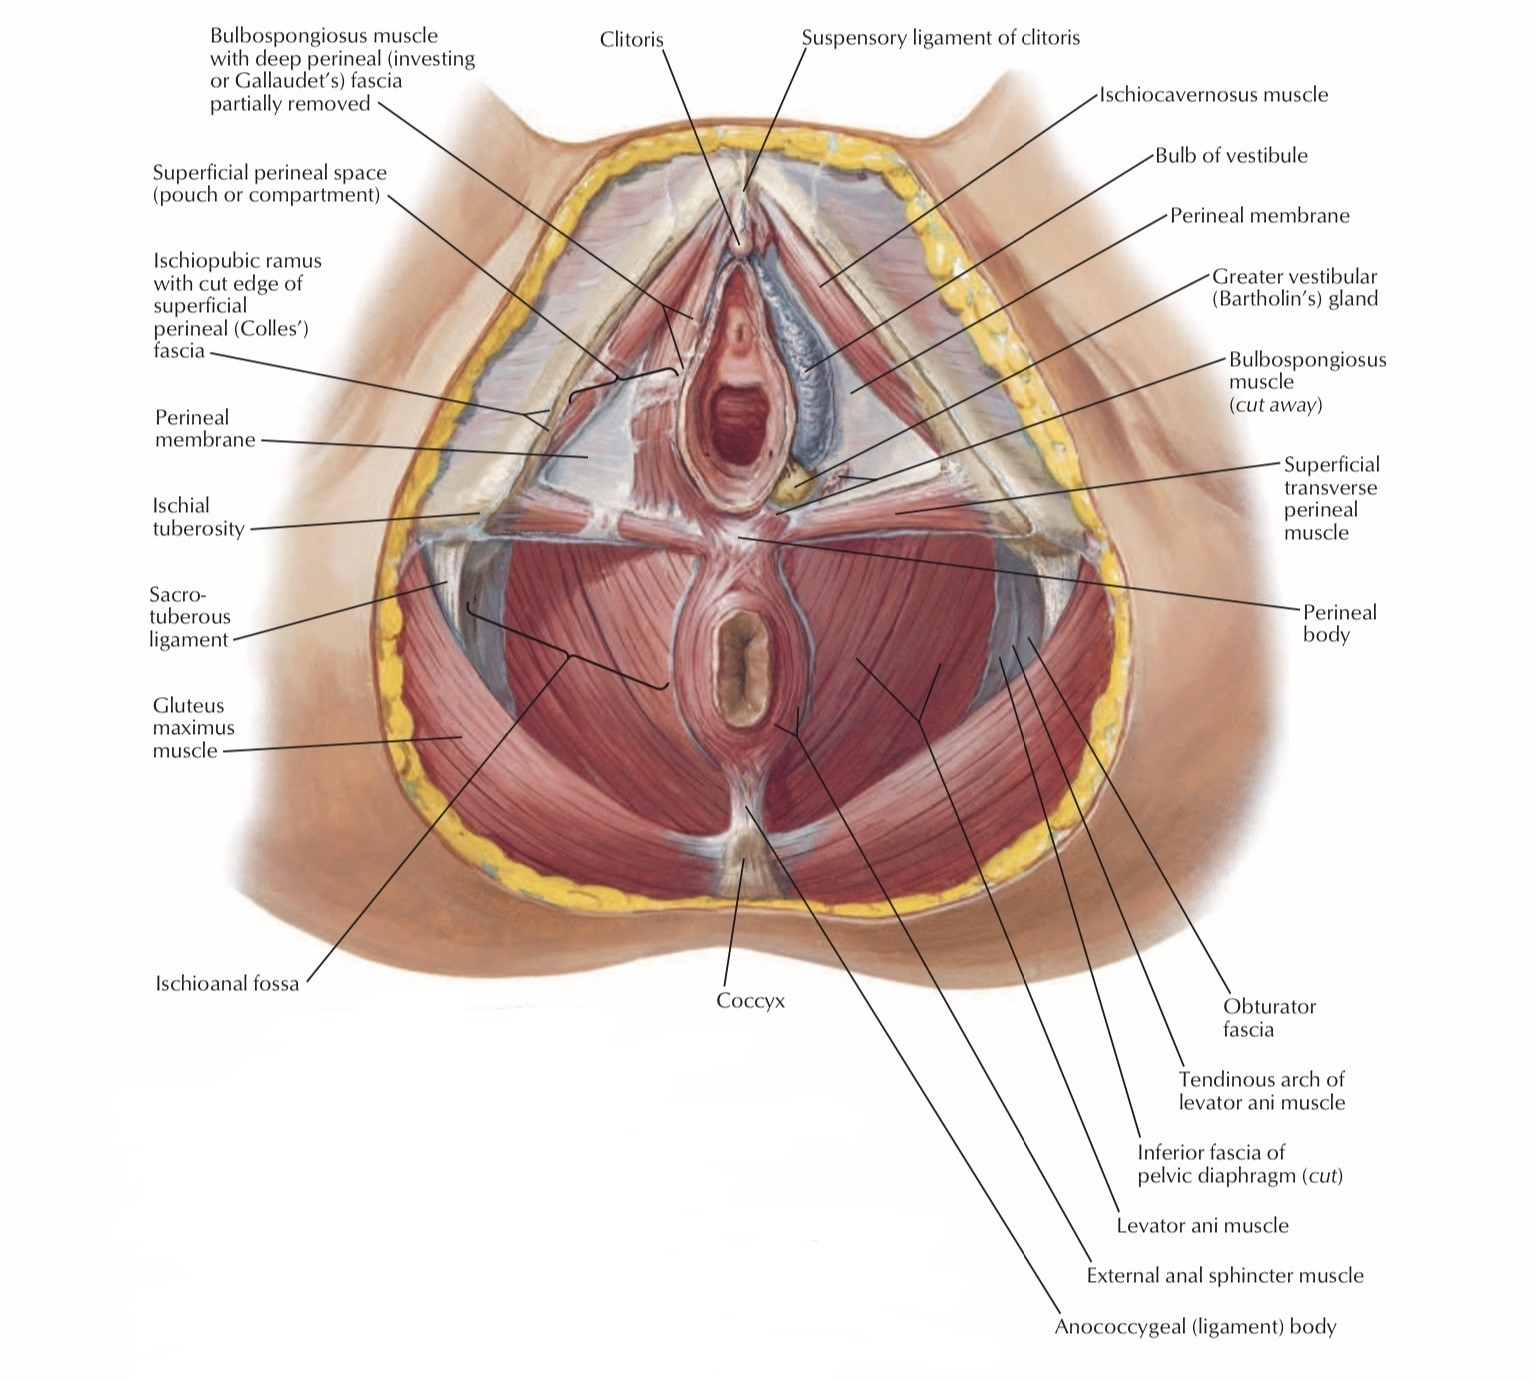 Bulbospongiosus muscle
with deep perineal (investing
or Gallaudet's) fascia
partially removed
Superficial perineal space
(pouch or compartment)
Ischiopubic ramus
with cut edge of
superficial
perineal (Colles')
fascia
Perineal
membrane
Ischial
tuberosity
Sacro-
tuberous
ligament
Gluteus
maximus
muscle
Ischioanal fossa
Clitoris
Suspensory ligament of clitoris
Ischiocavernosus muscle
Bulb of vestibule
Perineal membrane
Greater vestibular
(Bartholin's) gland
Bulbospongiosus
muscle
(cut away)
Superficial
transverse
perineal
muscle
Perineal
body
Coccyx
Obturator
fascia
Tendinous arch of
levator ani muscle
Inferior fascia of
pelvic diaphragm (cut)
Levator ani muscle
External anal sphincter muscle
Anococcygeal (ligament) body